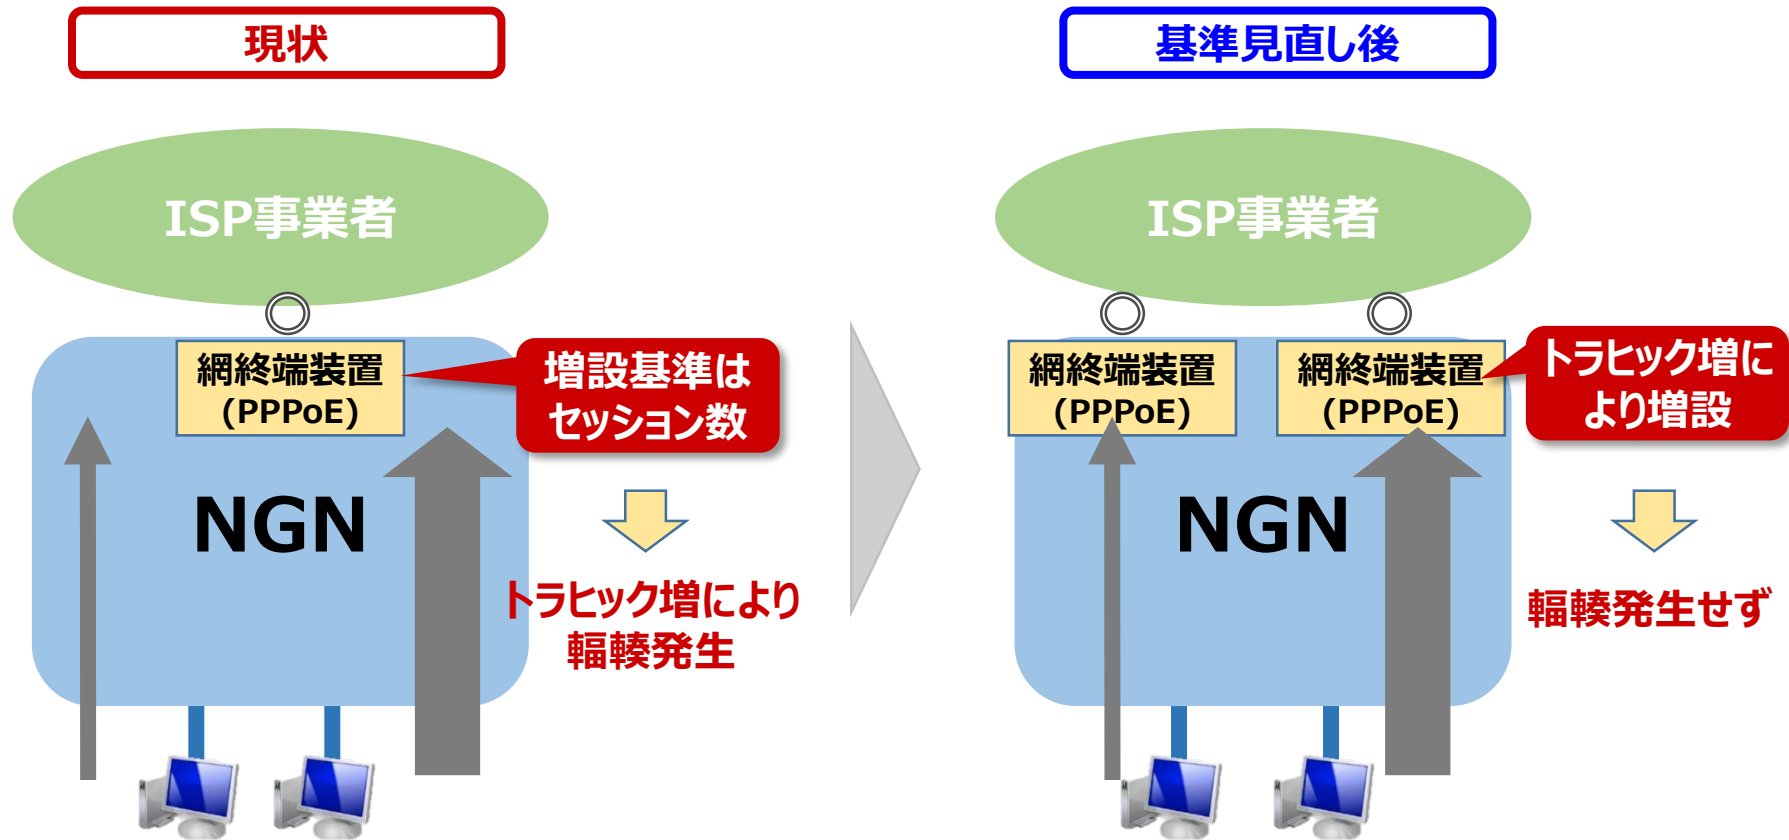 現状
ISP事業者
網終端装置
(PPPoE)
増設基準は
セッション数
NGN
トラヒック増により
輻輳発生
基準見直し後
ISP事業者
網終端装置
(PPPoE)
網終端装置
(PPPoE)
トラヒック増に
より増設
NGN
輻輳発生せず